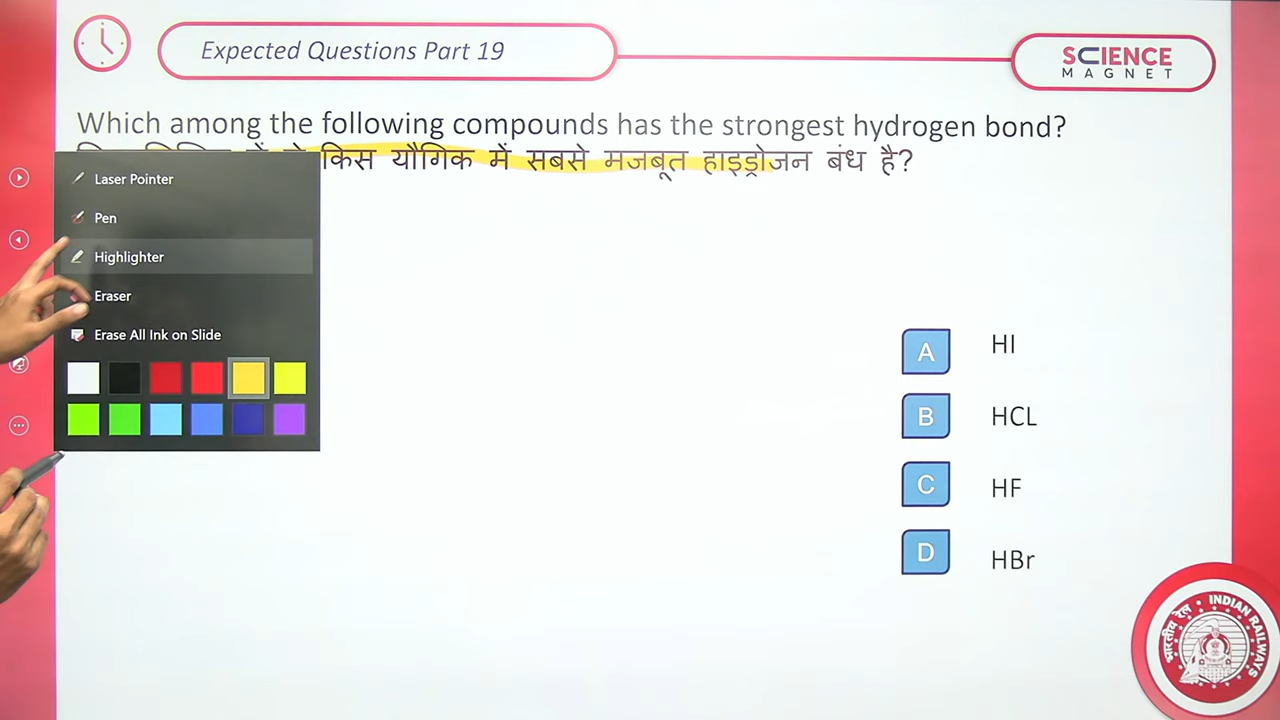 Expected Questions Part 19
SCIENCE
MAGNET
Which among the following compounds has the strongest hydrogen bond?
किस यौगिक में सबसे मजबूत हाइड्रोजन बंध है?
Laser Pointer
Pen
Highlighter
Eraser
Erase All Ink on Slide
A HI
B HCL
C HF
D HBr
भारतीय रेल • INDIAN RAILWAYS